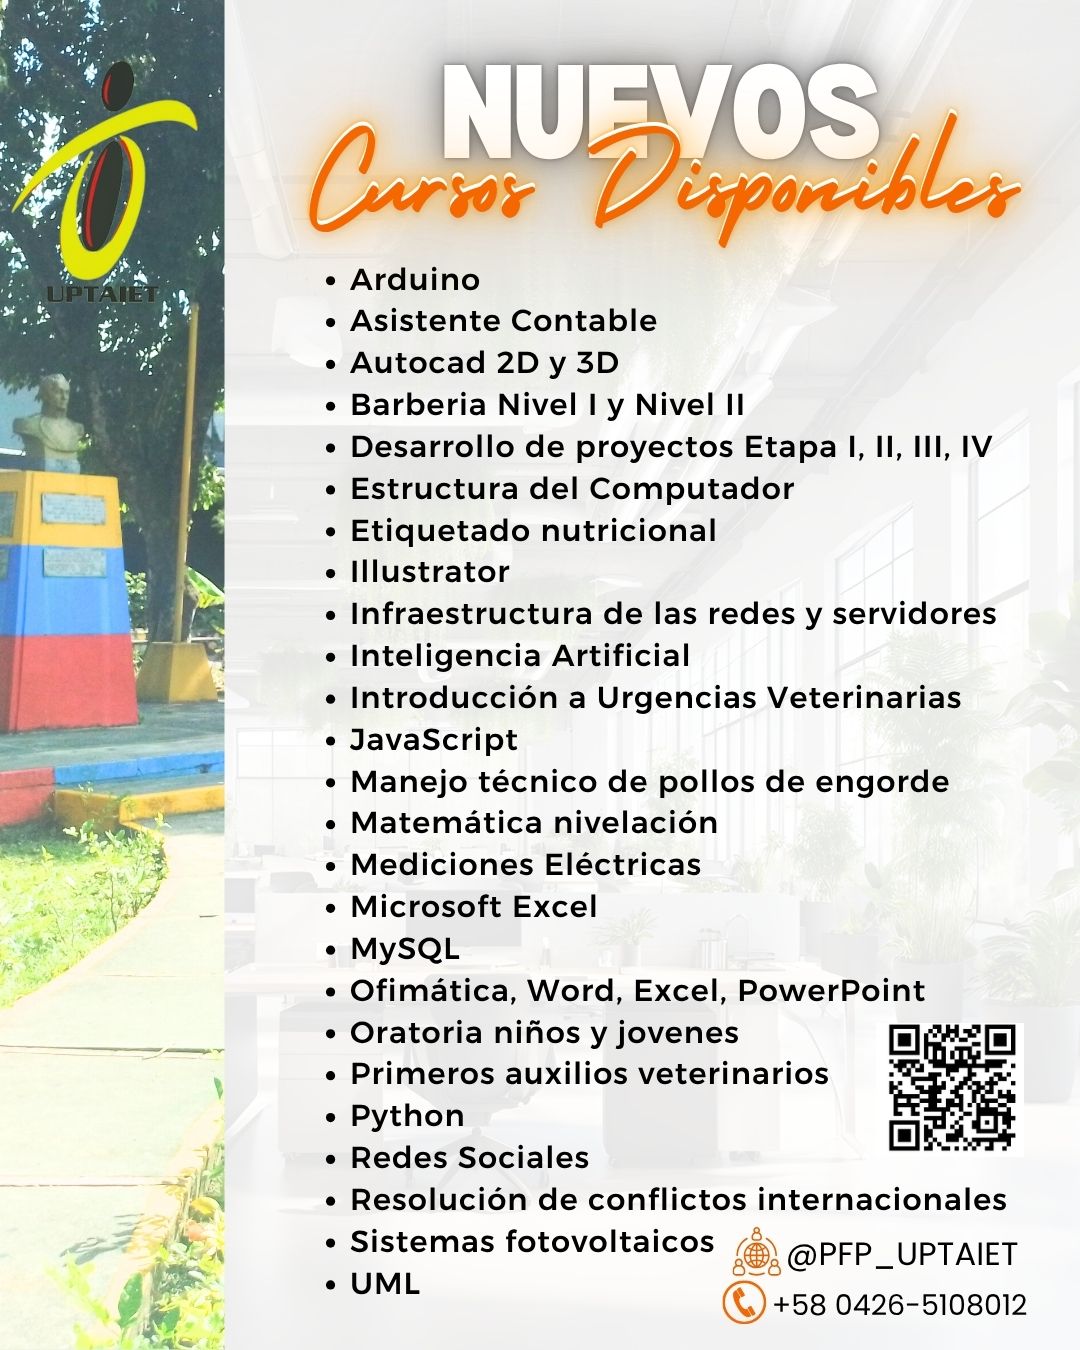 UPTAIET
NUEVOS
Cursos Disponibles
• Arduino
• Asistente Contable
• Autocad 2D y 3D
• Barberia Nivel I y Nivel II
• Desarrollo de proyectos Etapa I, II, III, IV
• Estructura del Computador
• Etiquetado nutricional
• Illustrator
• Infraestructura de las redes y servidores
• Inteligencia Artificial
• Introducción a Urgencias Veterinarias
• JavaScript
• Manejo técnico de pollos de engorde
• Matemática nivelación
• Mediciones Eléctricas
• Microsoft Excel
• MySQL
• Ofimática, Word, Excel, PowerPoint
• Oratoria niños y jovenes
• Primeros auxilios veterinarios
• Python
• Redes Sociales
• Resolución de conflictos internacionales
• Sistemas fotovoltaicos
• UML
@PFP_UPTAIET
+58 0426-5108012